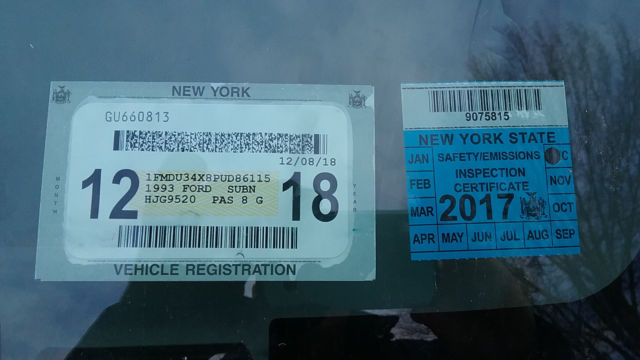 NEW YORK
GU660813
12/08/18
12
1FMDU34X8PUD86115
1993 FORD SUBN
HJG9520 PAS 8 G
18
MONTH
YEAR
VEHICLE REGISTRATION
9075815
NEW YORK STATE
JAN SAFETY/EMISSIONS
FEB INSPECTION CERTIFICATE NOV
MAR 2017 OCT
APR MAY JUN JUL AUG SEP